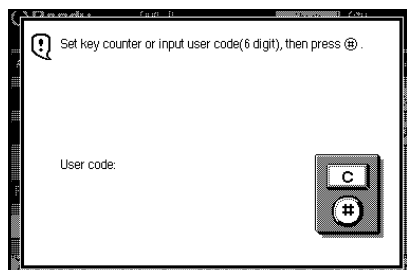 Set key counter or input user code(6 digit), then press ⌗.
User code:
C
#